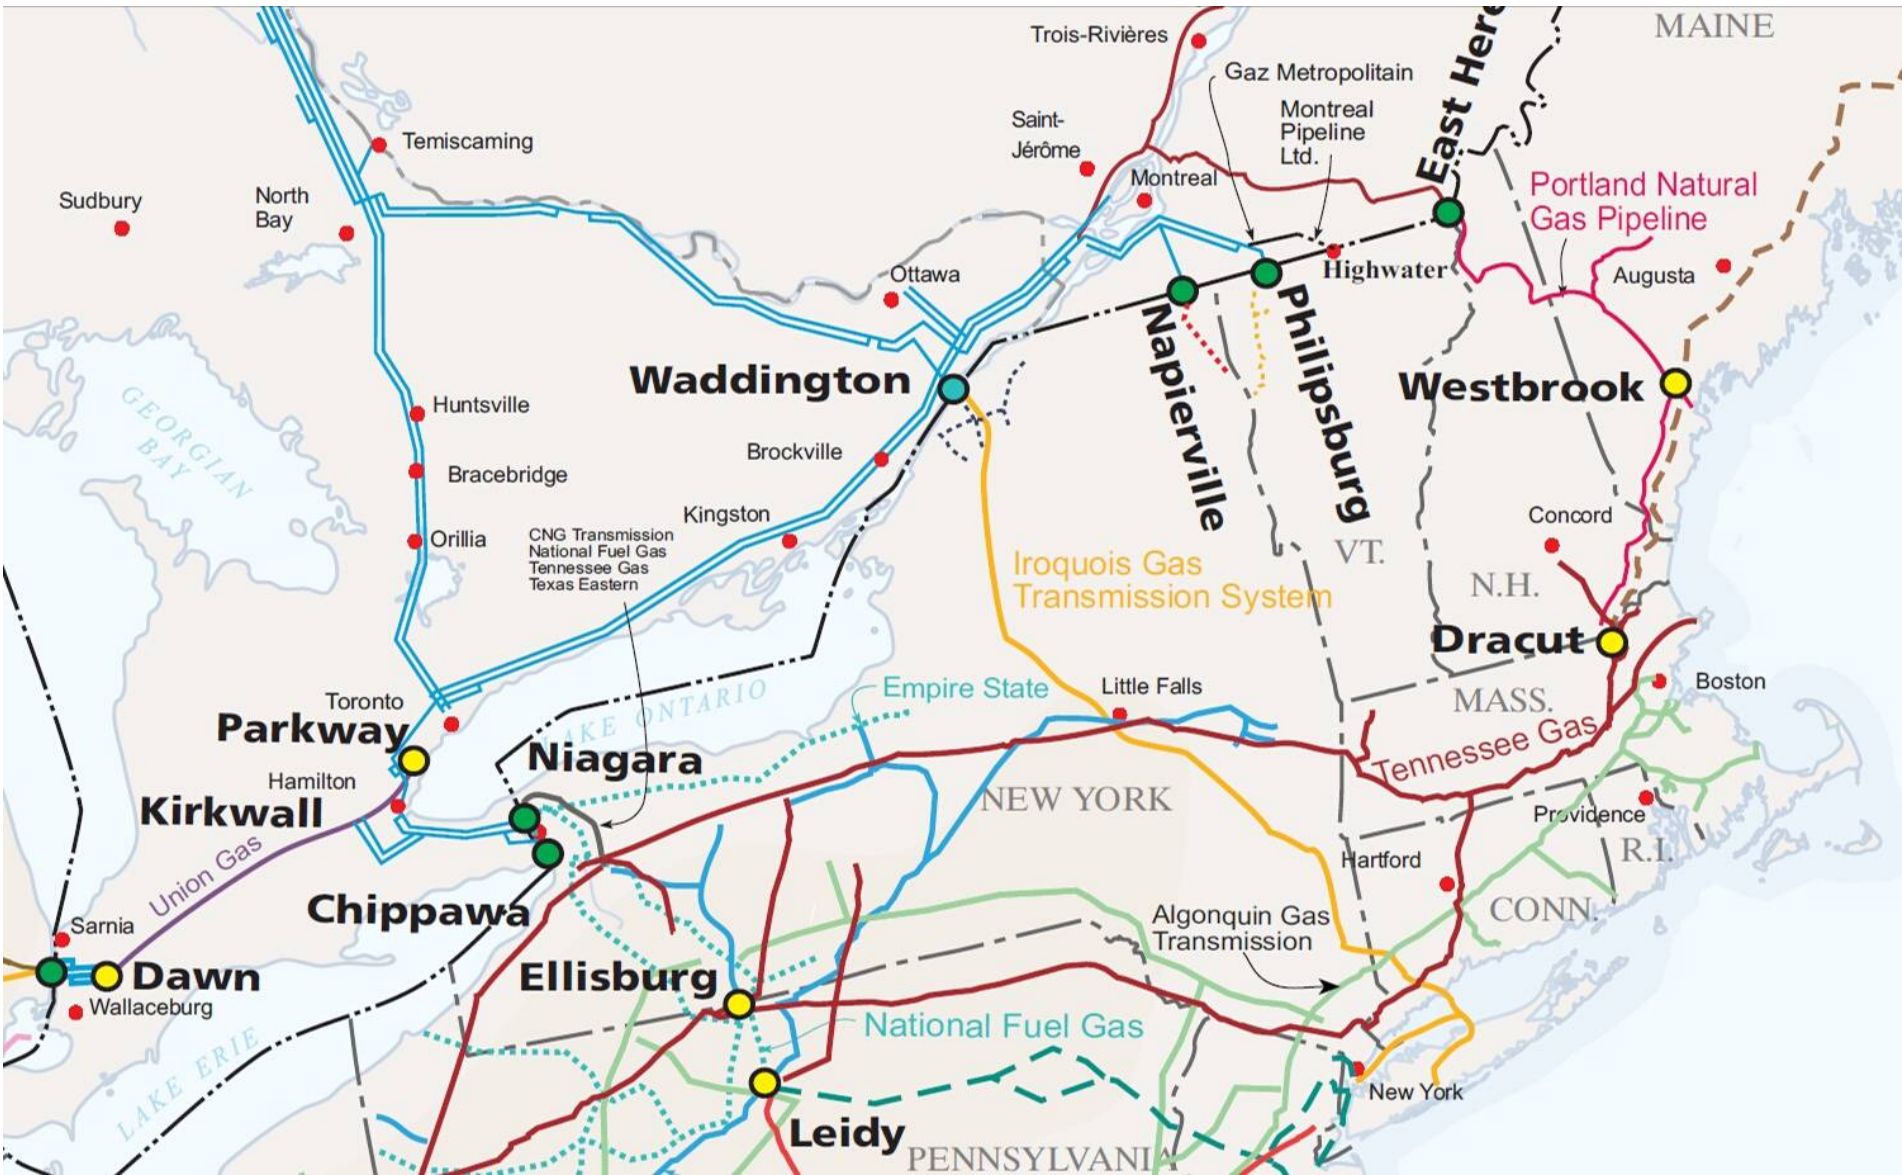 MAINE
Trois-Rivières
Gaz Metropolitain
Montreal
Pipeline
Ltd.
East Here
Saint-
Jérôme
Montreal
Temiscaming
Sudbury
North
Bay
Portland Natural
Gas Pipeline
Augusta
Highwater
Ottawa
Napierville
Philipsburg
Waddington
Westbrook
GEORGIAN
BAY
Huntsville
Bracebridge
Orillia
Brockville
Kingston
CNG Transmission
National Fuel Gas
Tennessee Gas
Texas Eastern
Iroquois Gas
Transmission System
VT.
N.H.
Concord
Dracut
MASS.
Boston
Toronto
Parkway
LAKE ONTARIO
Empire State
Little Falls
Tennessee Gas
Niagara
Hamilton
Kirkwall
NEW YORK
Providence
R.I.
Hartford
CONN.
Union Gas
Chippawa
Algonquin Gas
Transmission
Sarnia
Dawn
Wallaceburg
Ellisburg
National Fuel Gas
LAKE ERIE
New York
Leidy
PENNSYLVANIA